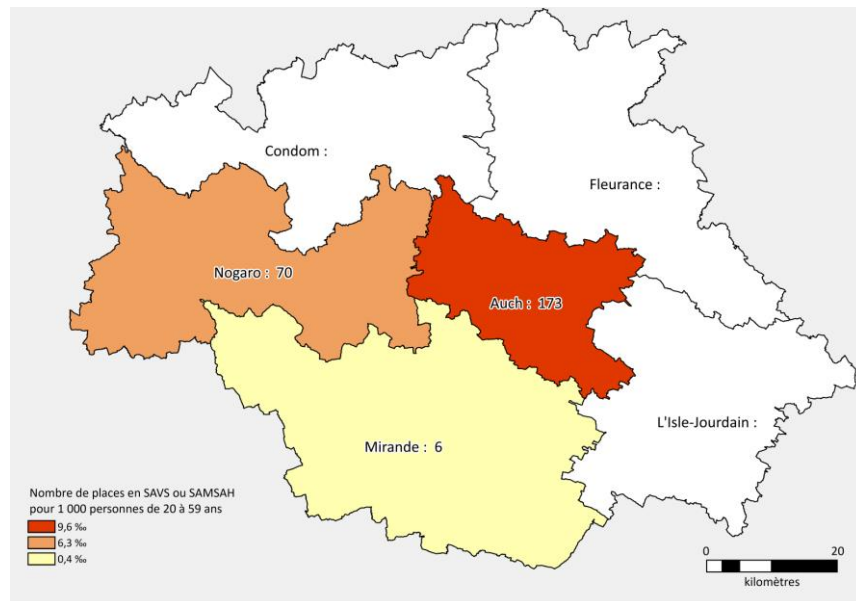 Condom :
Fleurance :
Nogaro : 70
Auch : 173
L'Isle-Jourdain :
Mirande : 6
Nombre de places en SAVS ou SAMSAH
pour 1 000 personnes de 20 à 59 ans
9,6 ‰
6,3 ‰
0,4 ‰
0 20
kilomètres